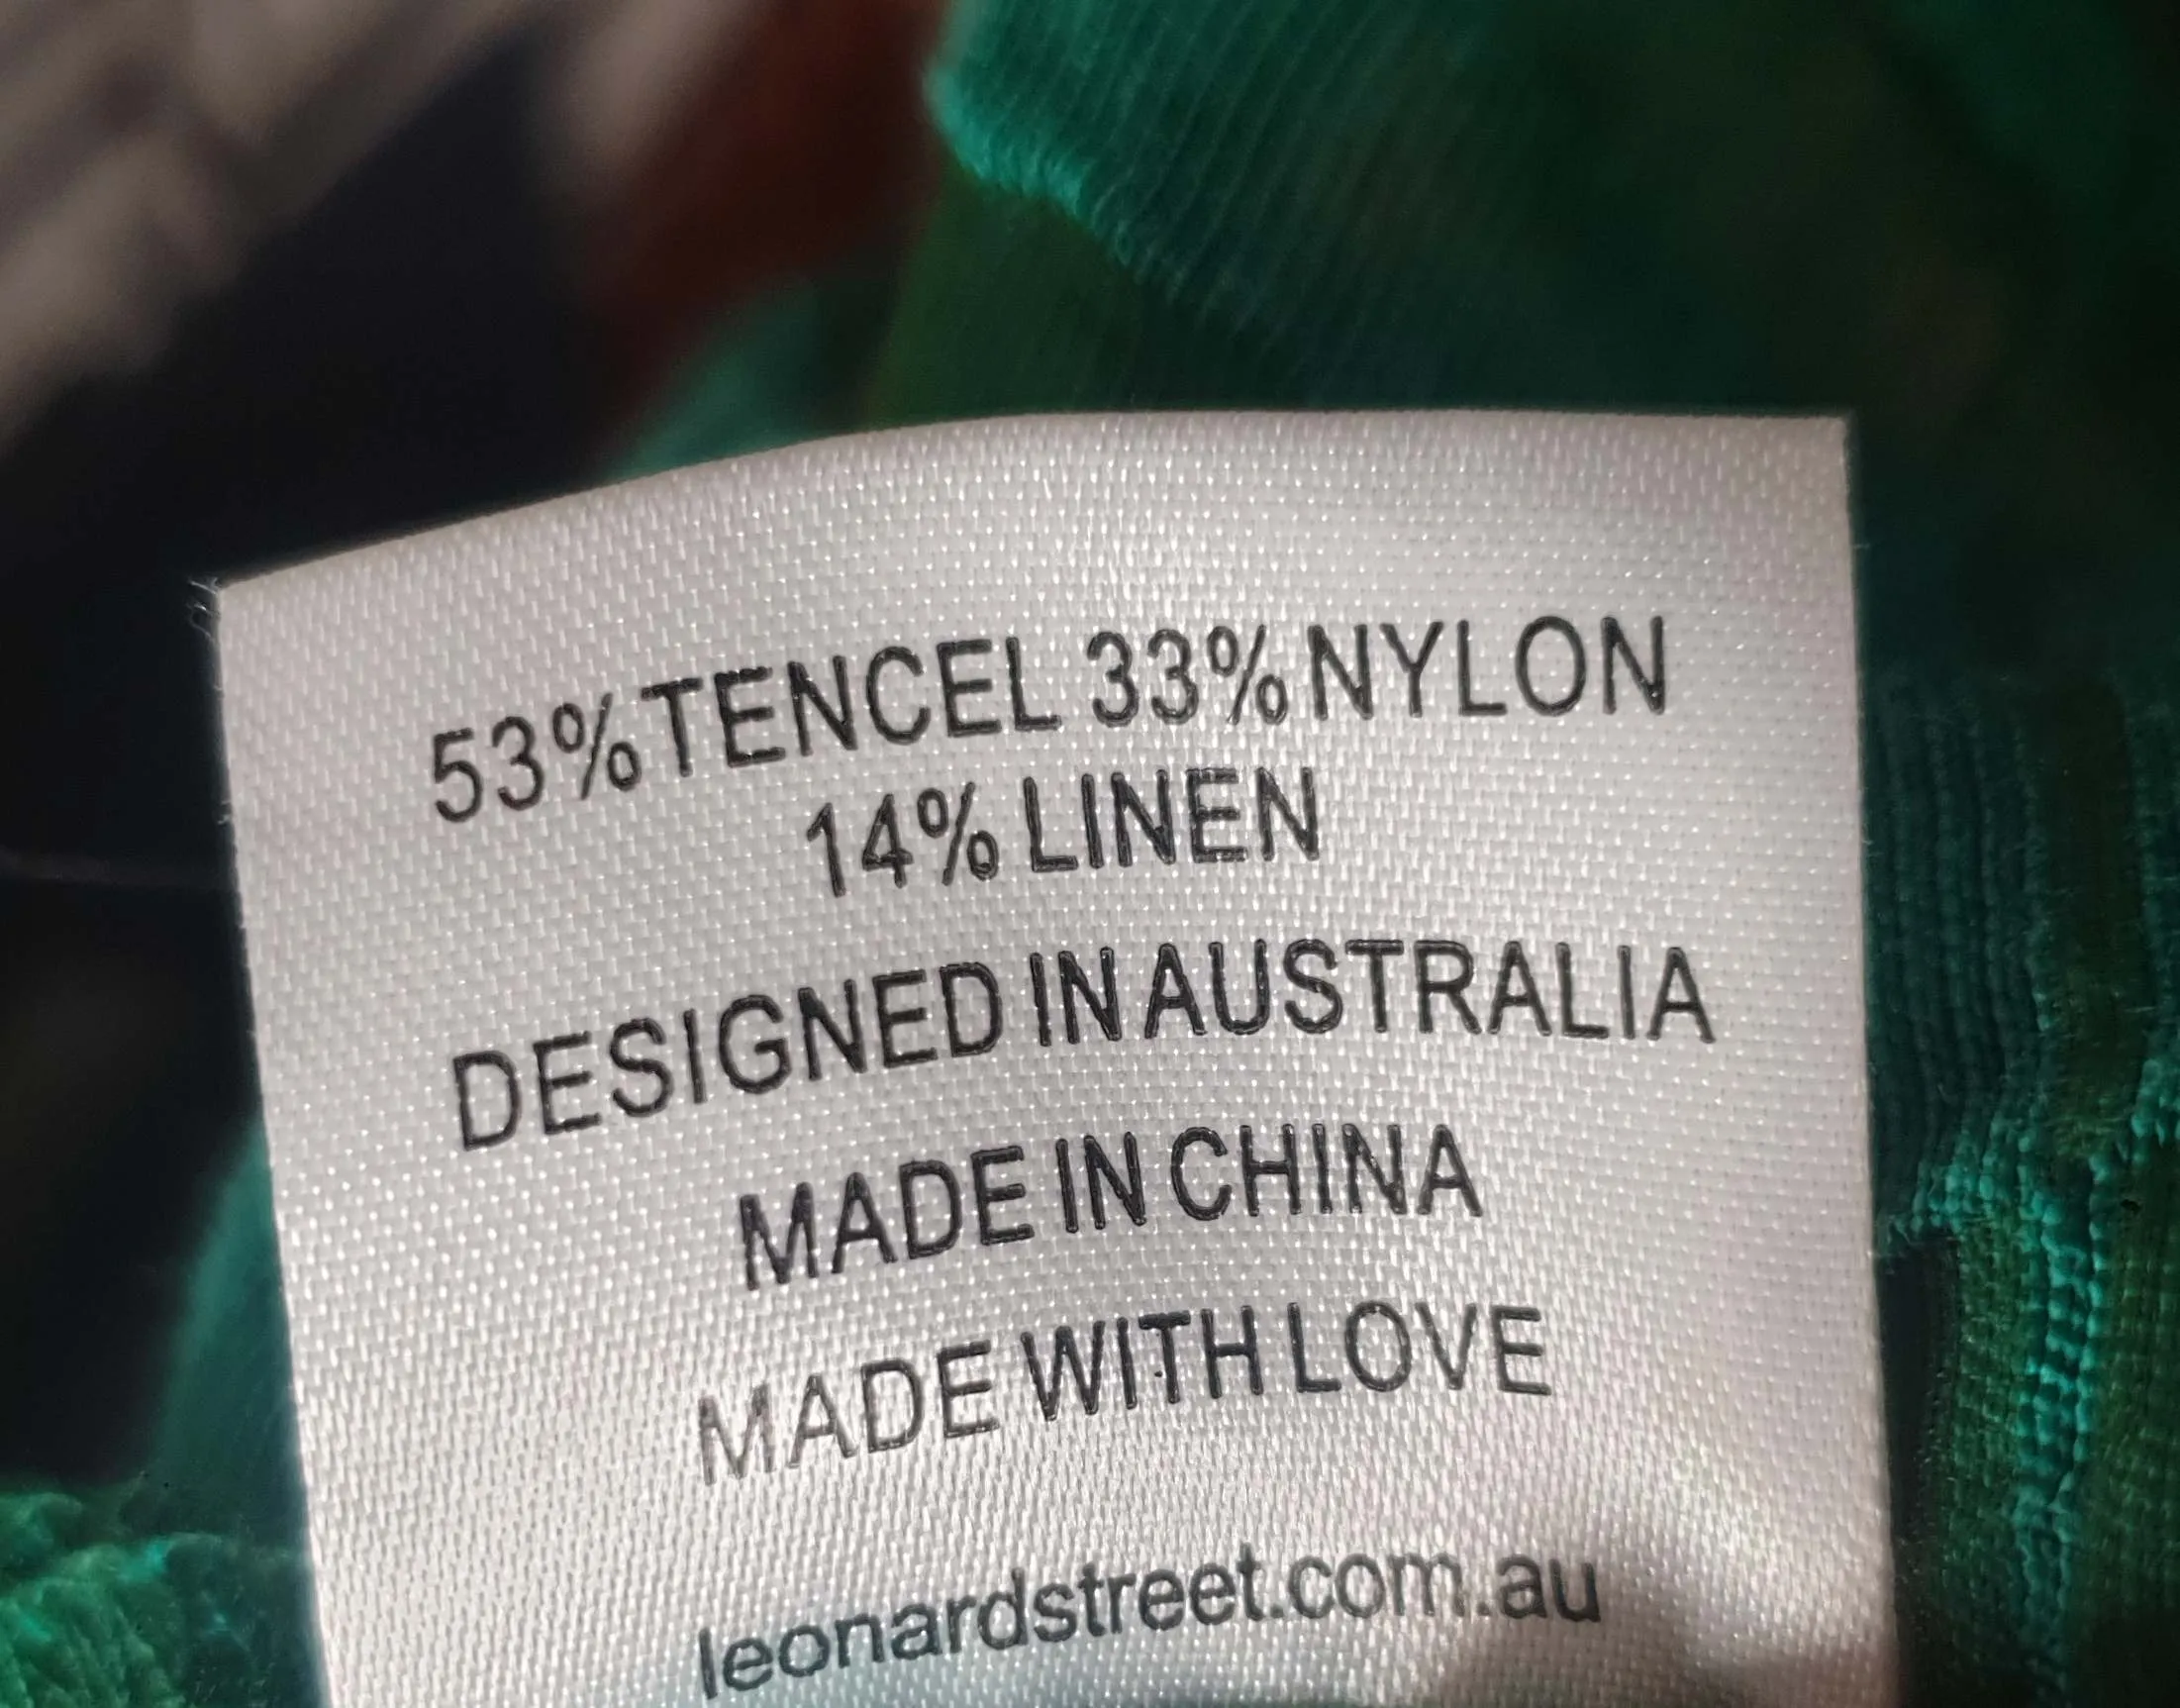 53% TENCEL 33% NYLON
14% LINEN
DESIGNED IN AUSTRALIA
MADE IN CHINA
MADE WITH LOVE
leonardstreet.com.au